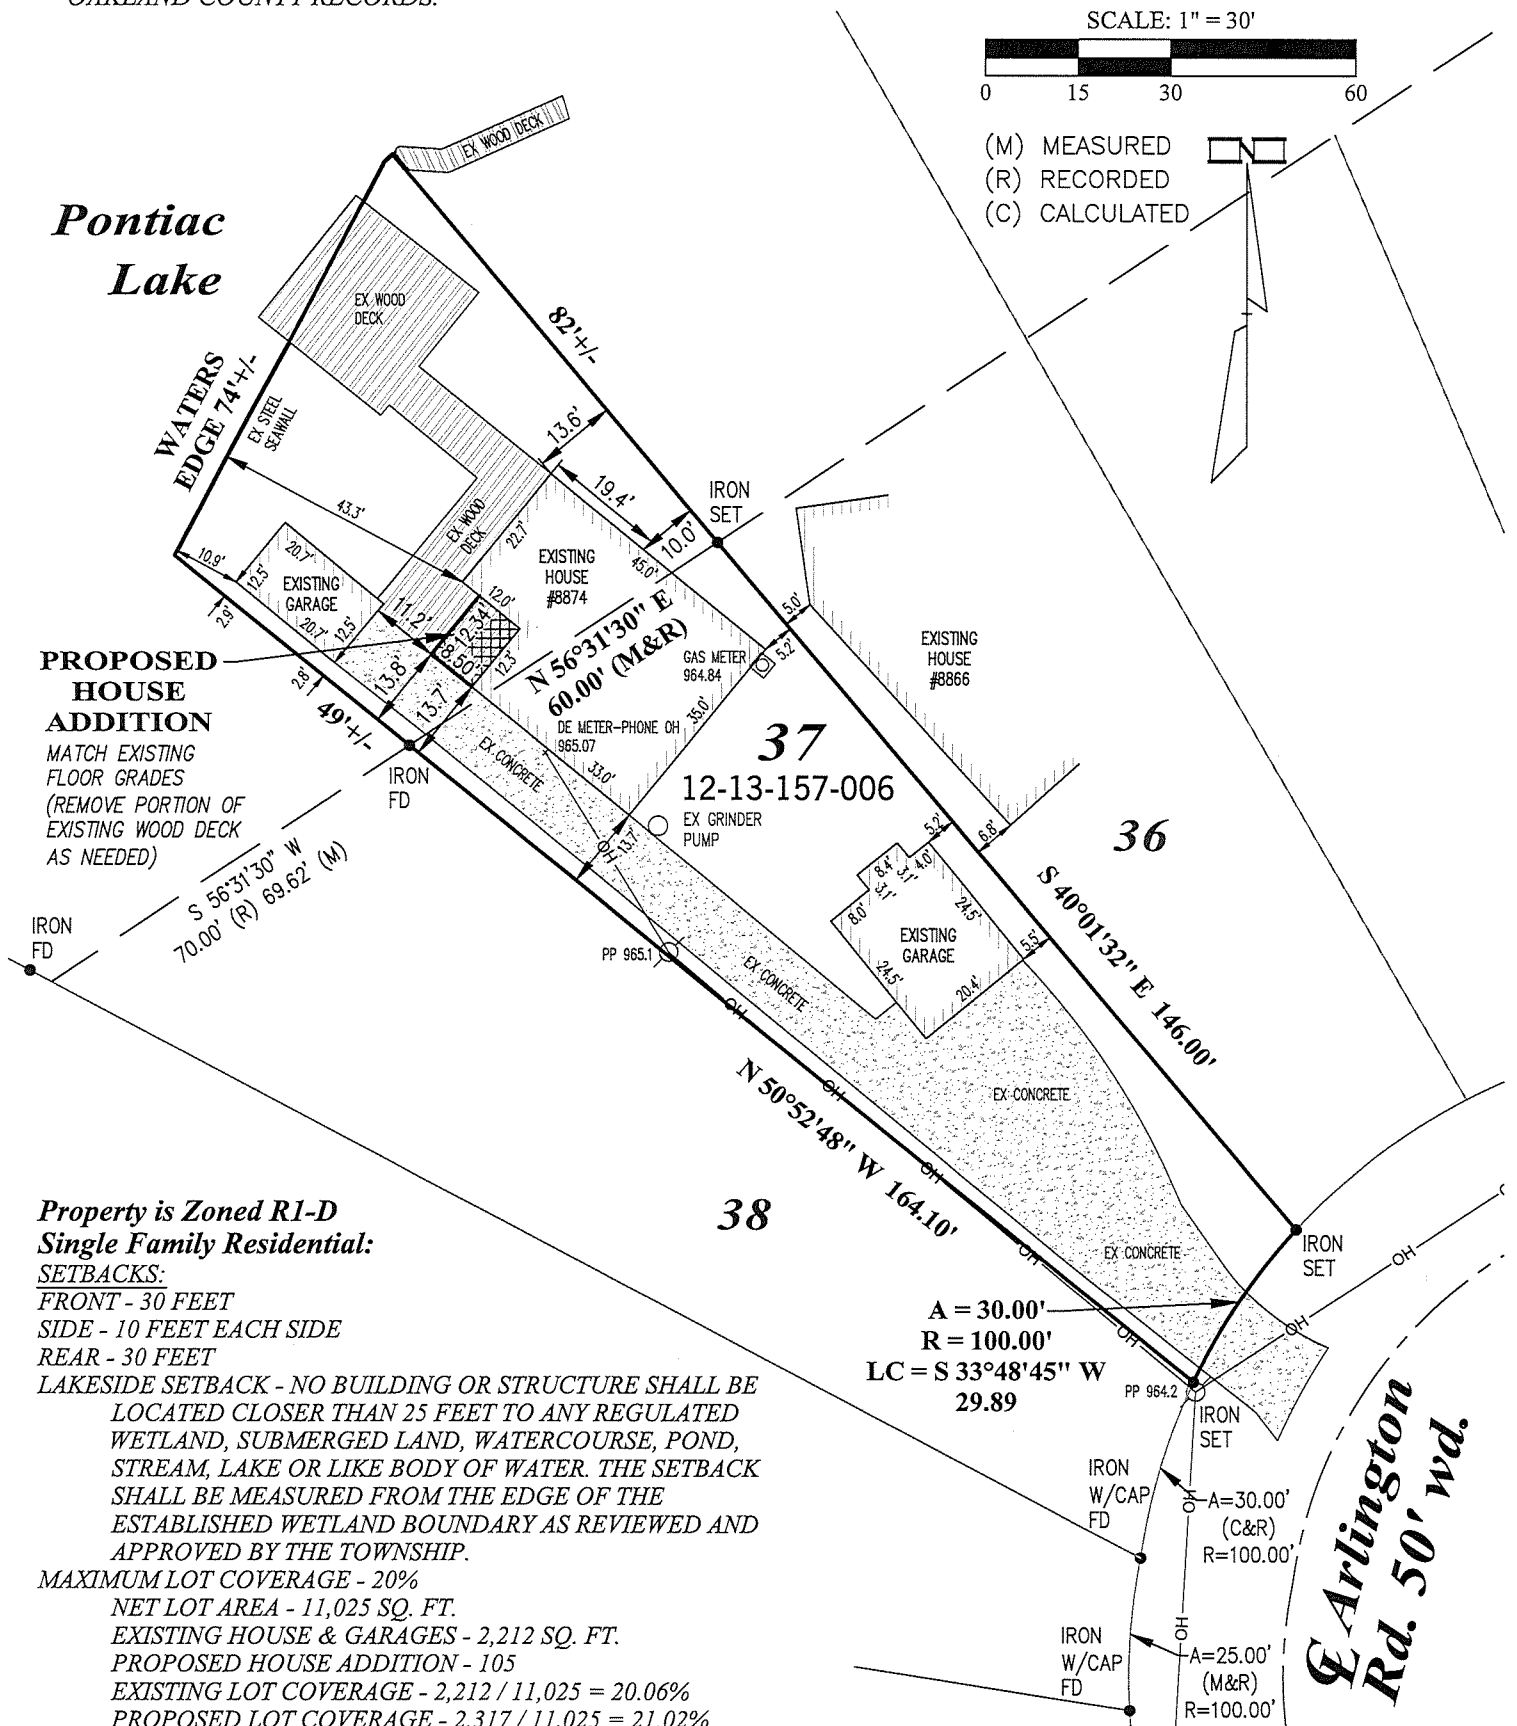 OAKLAND COUNTY RECORDS.
SCALE: 1" = 30'
0 15 30 60
(M) MEASURED
(R) RECORDED
(C) CALCULATED
N
EX WOOD DECK
Pontiac
Lake
EX WOOD
DECK
82'+/-
WATERS
EDGE 74'+/-
EX STEEL
SEAWALL
13.6'
19.4'
10.0'
IRON
SET
43.3'
EX WOOD
DECK
22.7'
EXISTING
HOUSE
#8874
45.0'
10.9'
20.7'
12.5'
EXISTING
GARAGE
20.7'
12.5'
2.9'
11.2'
12.0'
12.34'
8.50'
12.3'
N 56°31'30" E
60.00' (M&R)
5.0'
5.2'
GAS METER
964.84
EXISTING
HOUSE
#8866
PROPOSED
HOUSE
ADDITION
MATCH EXISTING
FLOOR GRADES
(REMOVE PORTION OF
EXISTING WOOD DECK
AS NEEDED)
2.8'
13.8'
13.7'
49'+/-
IRON
FD
DE METER-PHONE OH
965.07
35.0'
33.0'
EX CONCRETE
37
12-13-157-006
EX GRINDER
PUMP
OH
13.7'
5.2'
6.8'
36
S 56°31'30" W
70.00' (R) 69.62' (M)
IRON
FD
8.4'
3.1'
4.0'
3.1'
8.0'
24.5'
EXISTING
GARAGE
24.5'
20.4'
5.5'
S 40°01'32" E 146.00'
PP 965.1
EX CONCRETE
OH
N 50°52'48" W 164.10'
OH
EX CONCRETE
OH
38
OH
EX CONCRETE
IRON
SET
OH
OH
OH
A = 30.00'
R = 100.00'
LC = S 33°48'45" W
29.89
PP 964.2
IRON
SET
Property is Zoned R1-D
Single Family Residential:
SETBACKS:
FRONT - 30 FEET
SIDE - 10 FEET EACH SIDE
REAR - 30 FEET
LAKESIDE SETBACK - NO BUILDING OR STRUCTURE SHALL BE
LOCATED CLOSER THAN 25 FEET TO ANY REGULATED
WETLAND, SUBMERGED LAND, WATERCOURSE, POND,
STREAM, LAKE OR LIKE BODY OF WATER. THE SETBACK
SHALL BE MEASURED FROM THE EDGE OF THE
ESTABLISHED WETLAND BOUNDARY AS REVIEWED AND
APPROVED BY THE TOWNSHIP.
MAXIMUM LOT COVERAGE - 20%
NET LOT AREA - 11,025 SQ. FT.
EXISTING HOUSE & GARAGES - 2,212 SQ. FT.
PROPOSED HOUSE ADDITION - 105
EXISTING LOT COVERAGE - 2,212 / 11,025 = 20.06%
PROPOSED LOT COVERAGE - 2,317 / 11,025 = 21.02%
IRON
W/CAP
FD
OH
A=30.00'
(C&R)
R=100.00'
IRON
W/CAP
FD
OH
A=25.00'
(M&R)
R=100.00'
℄ Arlington
Rd. 50' wd.